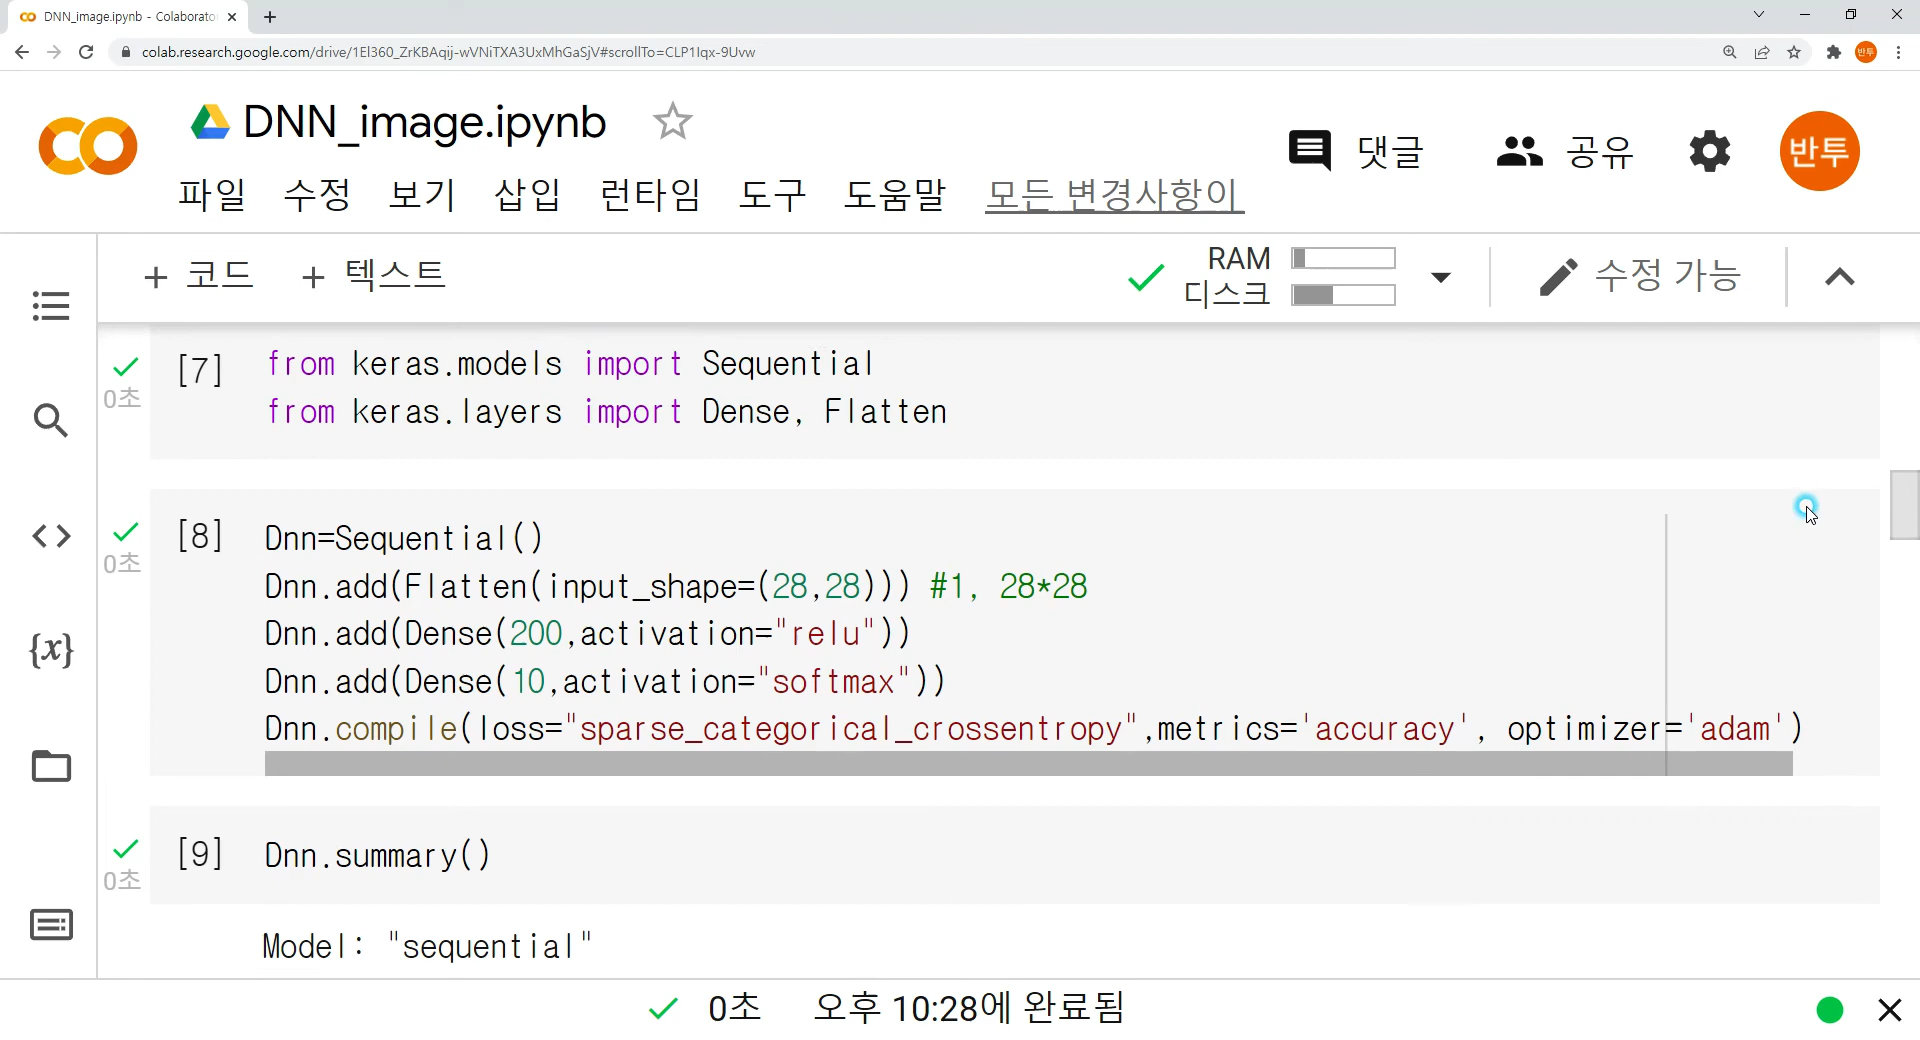 DNN_image.ipynb - Colaborator
colab.research.google.com/drive/1El360_ZrKBAqij-wVNiTXA3UxMhGaSjV#scrollTo=CLP1Iqx-9Uvw
반투
DNN_image.ipynb
댓글
공유
반투
파일 수정 보기 삽입 런타임 도구 도움말 모든 변경사항이
+ 코드 + 텍스트
RAM
디스크
수정 가능
[7] from keras.models import Sequential
0초
from keras.layers import Dense, Flatten
[8] Dnn=Sequential()
0초
Dnn.add(Flatten(input_shape=(28,28))) #1, 28*28
Dnn.add(Dense(200,activation="relu"))
Dnn.add(Dense(10,activation="softmax"))
Dnn.compile(loss="sparse_categorical_crossentropy",metrics='accuracy', optimizer='adam')
[9] Dnn.summary()
0초
Model: "sequential"
0초 오후 10:28에 완료됨